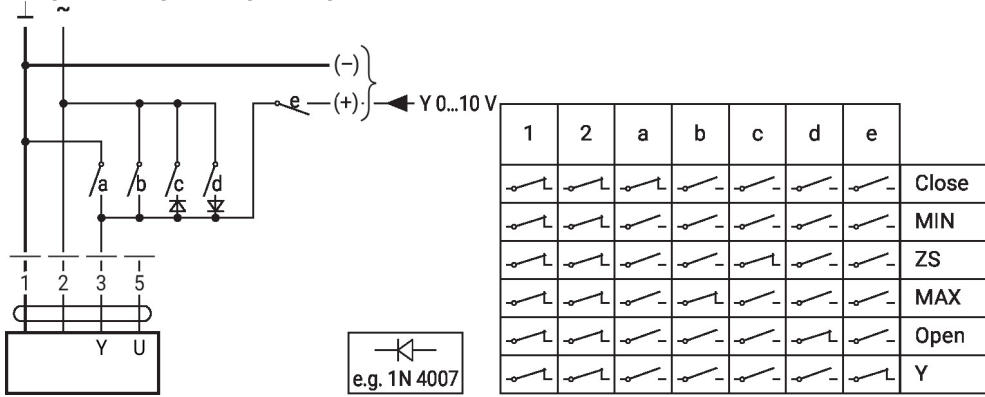 ⊥ ~
(–)
e (+) Y 0...10 V
a b c d
1 2 3 5
Y U
e.g. 1N 4007
1 2 a b c d e
Close
MIN
ZS
MAX
Open
Y